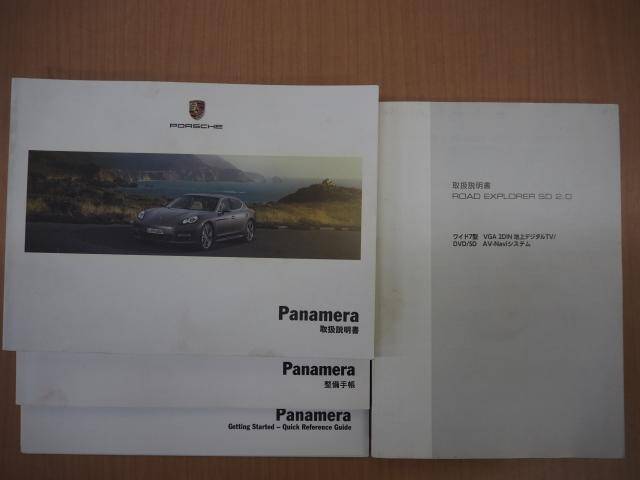 PORSCHE
Panamera
取扱説明書
Panamera
整備手帳
Panamera
Getting Started – Quick Reference Guide
取扱説明書
ROAD EXPLORER SD 2.0
ワイド7型 VGA 2DIN 地上デジタルTV/
DVD/SD AV-Naviシステム